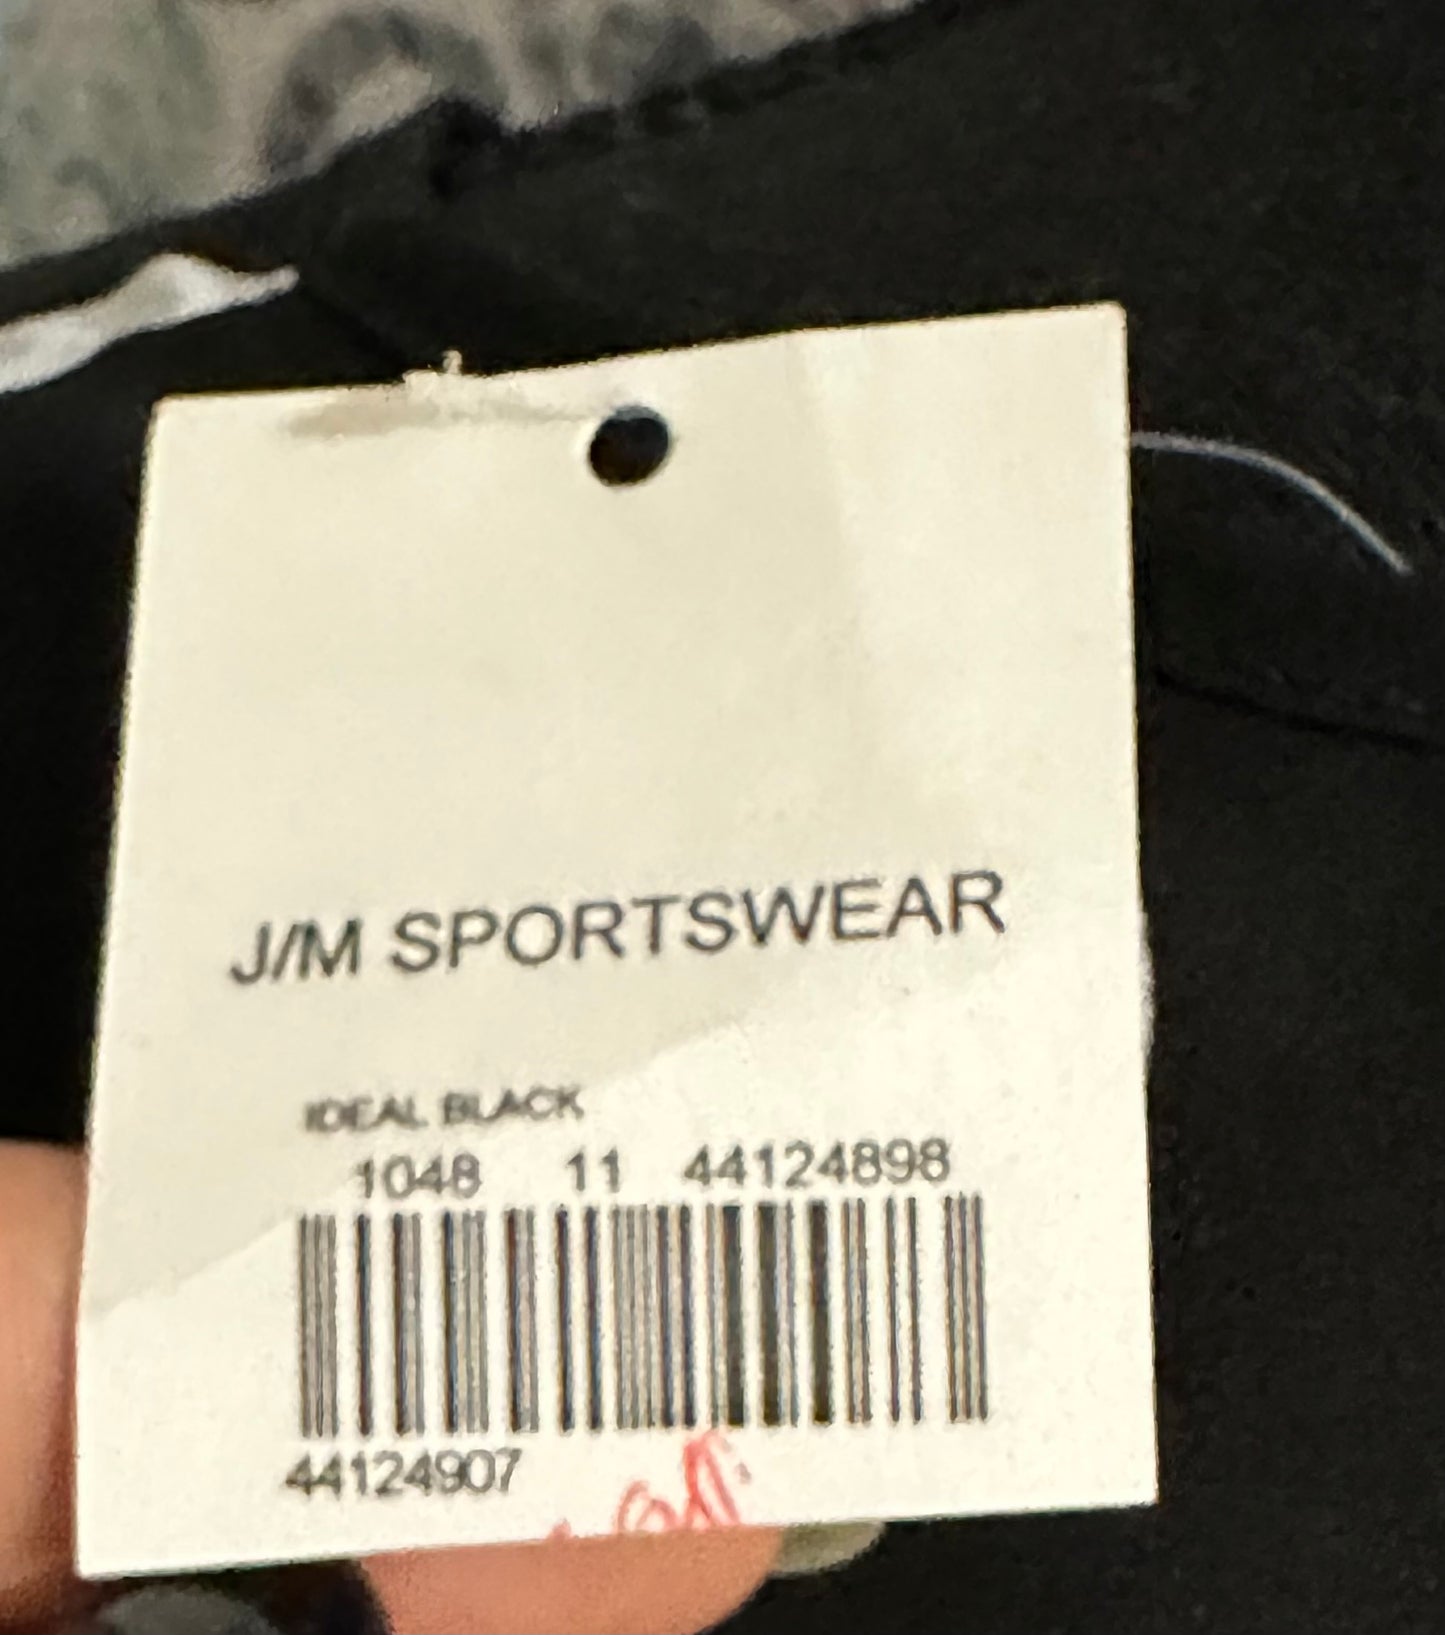 J/M SPORTSWEAR
IDEAL BLACK
1048 11 44124898
44124907